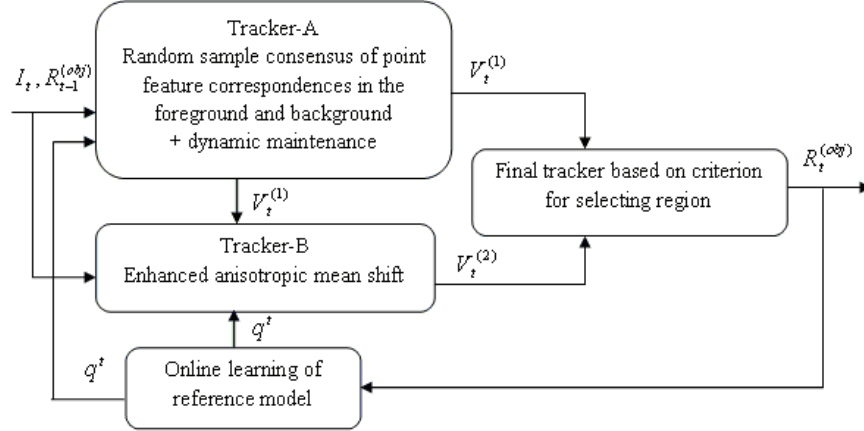 Tracker-A
Random sample consensus of point
feature correspondences in the
foreground and background
+ dynamic maintenance
I_t , R_{t-1}^{(obj)}
V_t^{(1)}
V_t^{(1)}
Final tracker based on criterion
for selecting region
R_t^{(obj)}
Tracker-B
Enhanced anisotropic mean shift
V_t^{(2)}
q^t
q^t
Online learning of
reference model